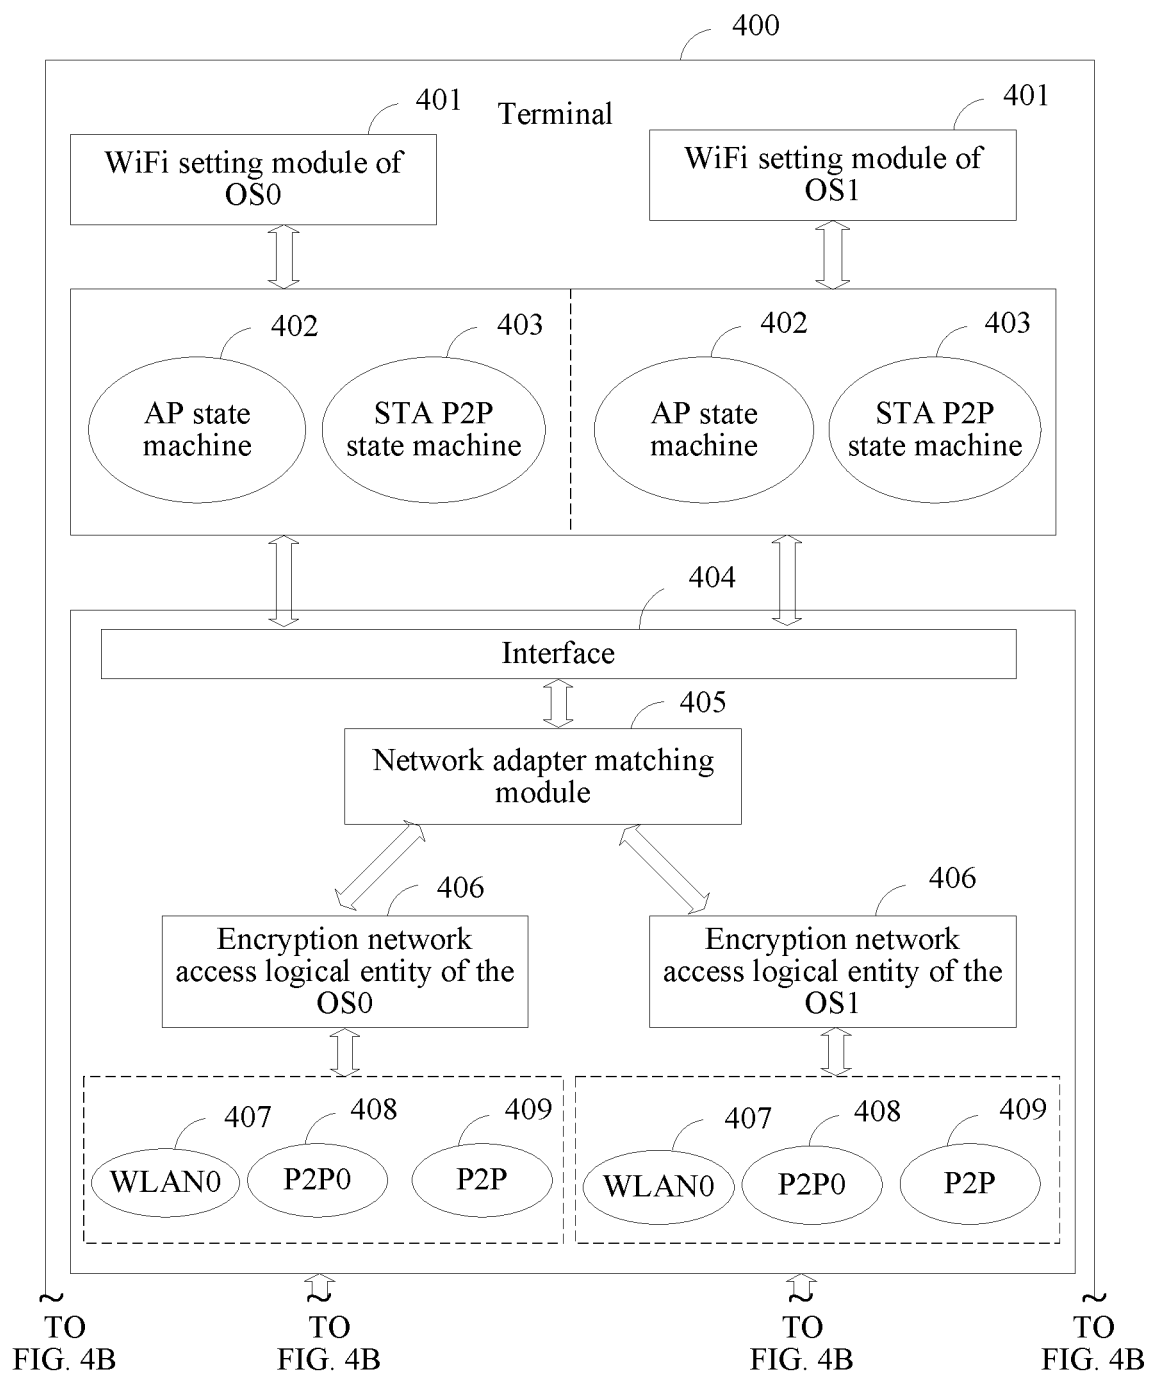 400
Terminal
401
401
WiFi setting module of
OS0
WiFi setting module of
OS1
402
403
402
403
AP state
machine
STA P2P
state machine
AP state
machine
STA P2P
state machine
404
Interface
405
Network adapter matching
module
406
406
Encryption network
access logical entity of the
OS0
Encryption network
access logical entity of the
OS1
407
408
409
407
408
409
WLAN0
P2P0
P2P
WLAN0
P2P0
P2P
TO
FIG. 4B
TO
FIG. 4B
TO
FIG. 4B
TO
FIG. 4B